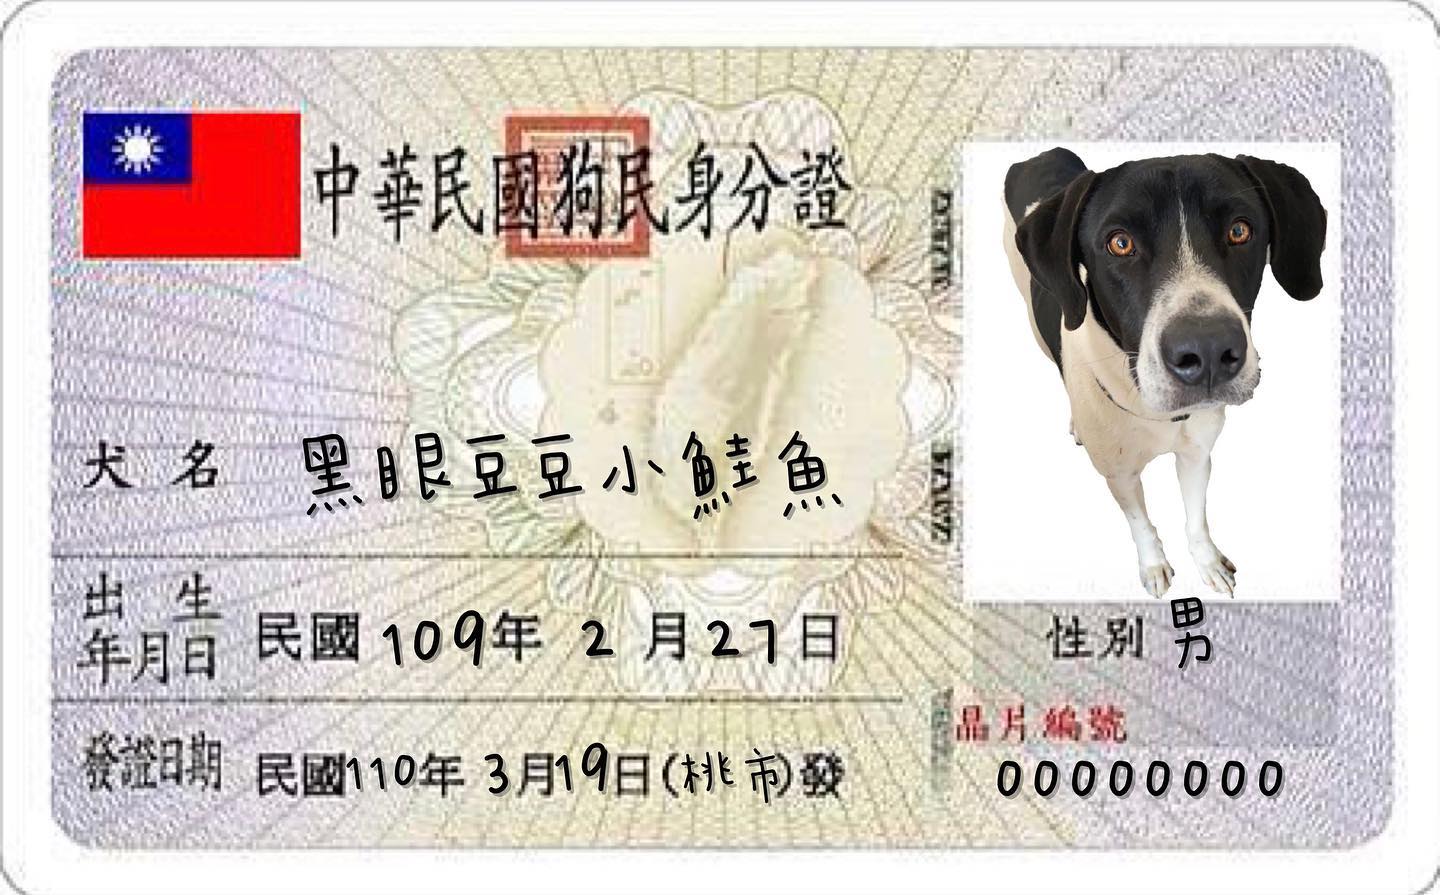 中華民國狗民身分證
犬名 黑眼豆豆小鮭魚
出生年月日 民國109年2月27日
性別 男
發證日期 民國110年3月19日(桃市)發
晶片編號
00000000